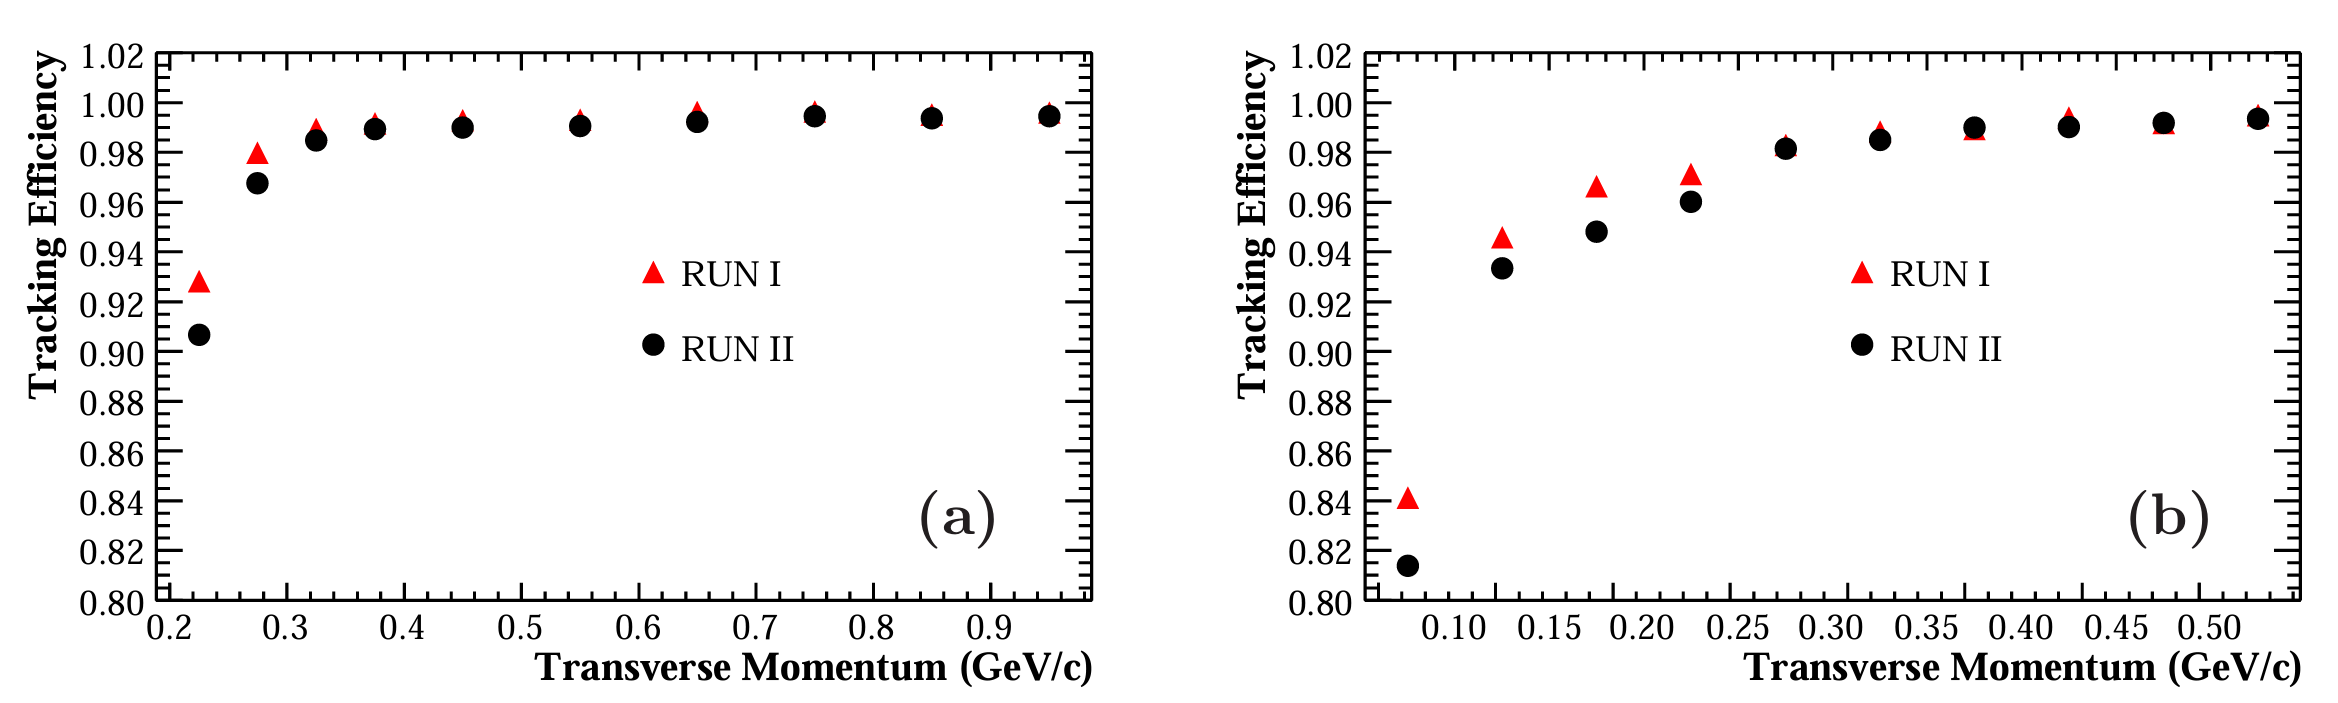 Tracking Efficiency
1.02
1.00
0.98
0.96
0.94
0.92
0.90
0.88
0.86
0.84
0.82
0.80
RUN I
RUN II
(a)
0.2 0.3 0.4 0.5 0.6 0.7 0.8 0.9
Transverse Momentum (GeV/c)
Tracking Efficiency
1.02
1.00
0.98
0.96
0.94
0.92
0.90
0.88
0.86
0.84
0.82
0.80
RUN I
RUN II
(b)
0.10 0.15 0.20 0.25 0.30 0.35 0.40 0.45 0.50
Transverse Momentum (GeV/c)